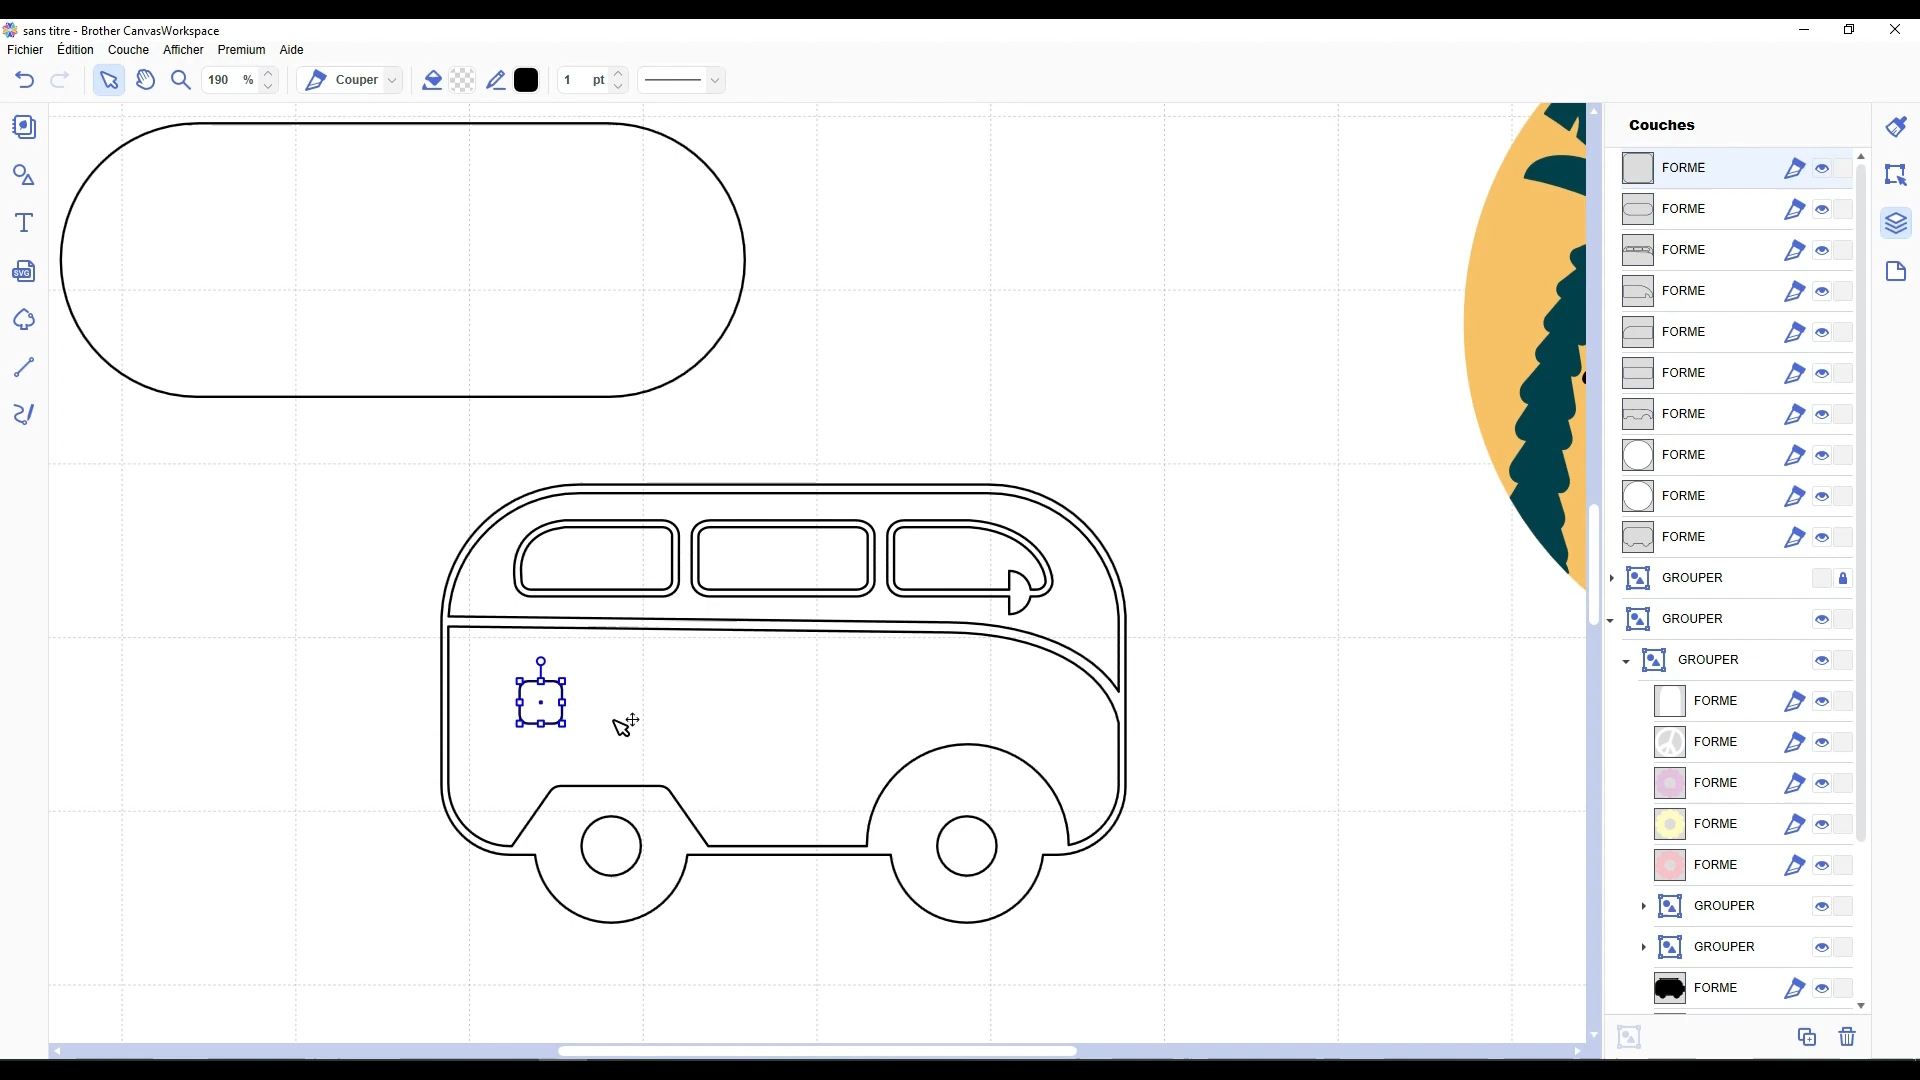 sans titre - Brother CanvasWorkspace
Fichier Édition Couche Afficher Premium Aide
190 % Couper 1 pt
Couches
FORME
FORME
FORME
FORME
FORME
FORME
FORME
FORME
FORME
FORME
GROUPER
GROUPER
GROUPER
FORME
FORME
FORME
FORME
FORME
GROUPER
GROUPER
FORME
T
SVG